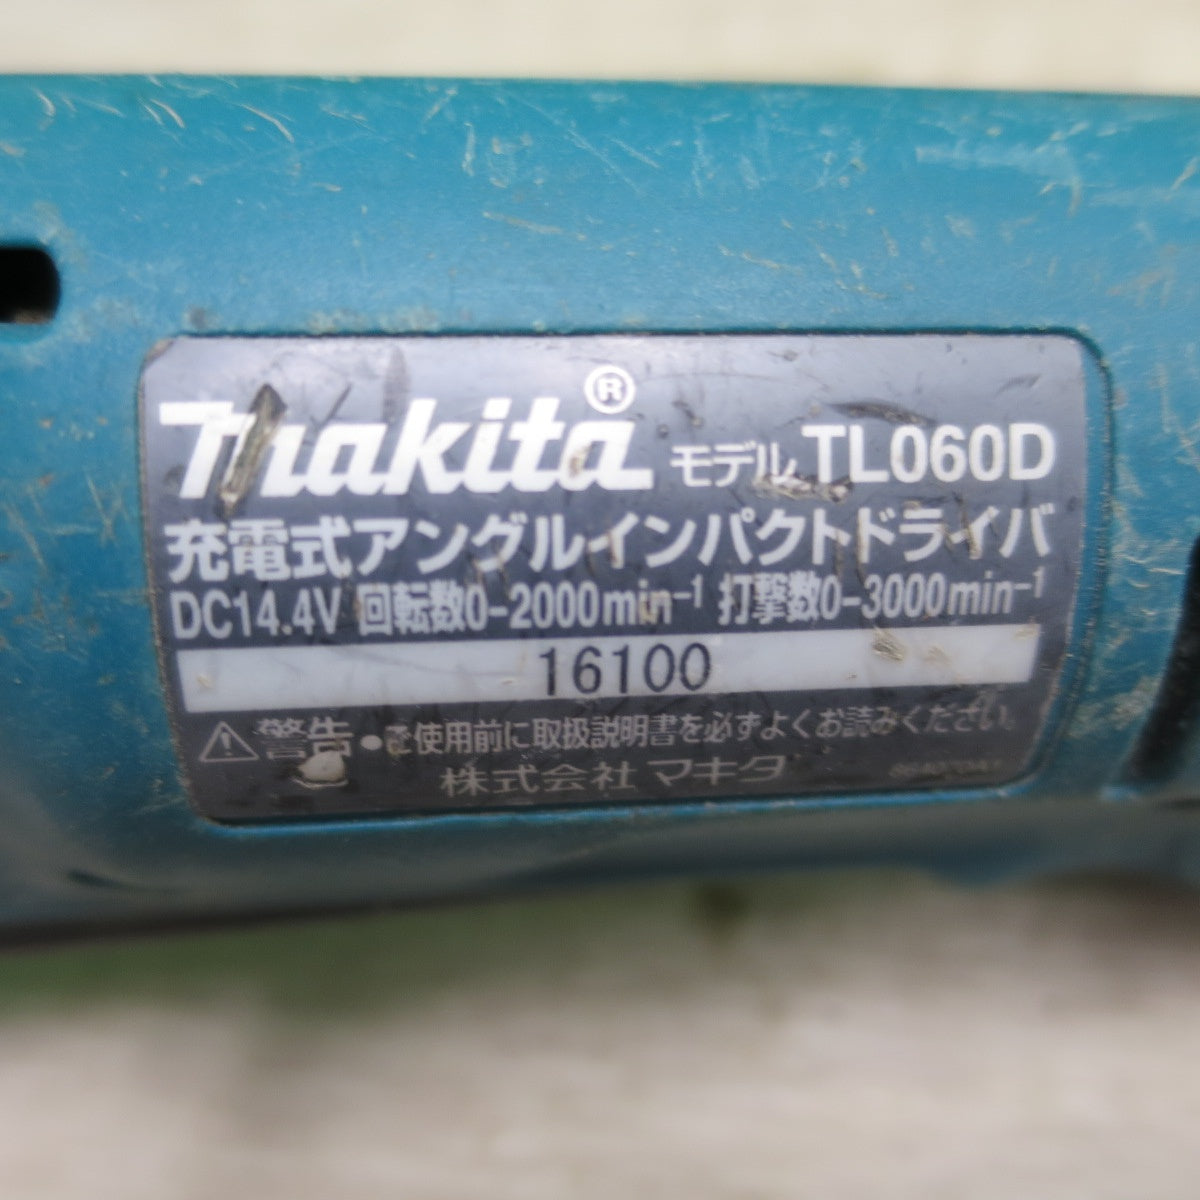 Makita® モデル TL060D
充電式アングルインパクトドライバ
DC14.4V 回転数0-2000min⁻¹ 打撃数0-3000min⁻¹
16100
⚠警告 ●ご使用前に取扱説明書を必ずよくお読みください。
株式会社 マキタ